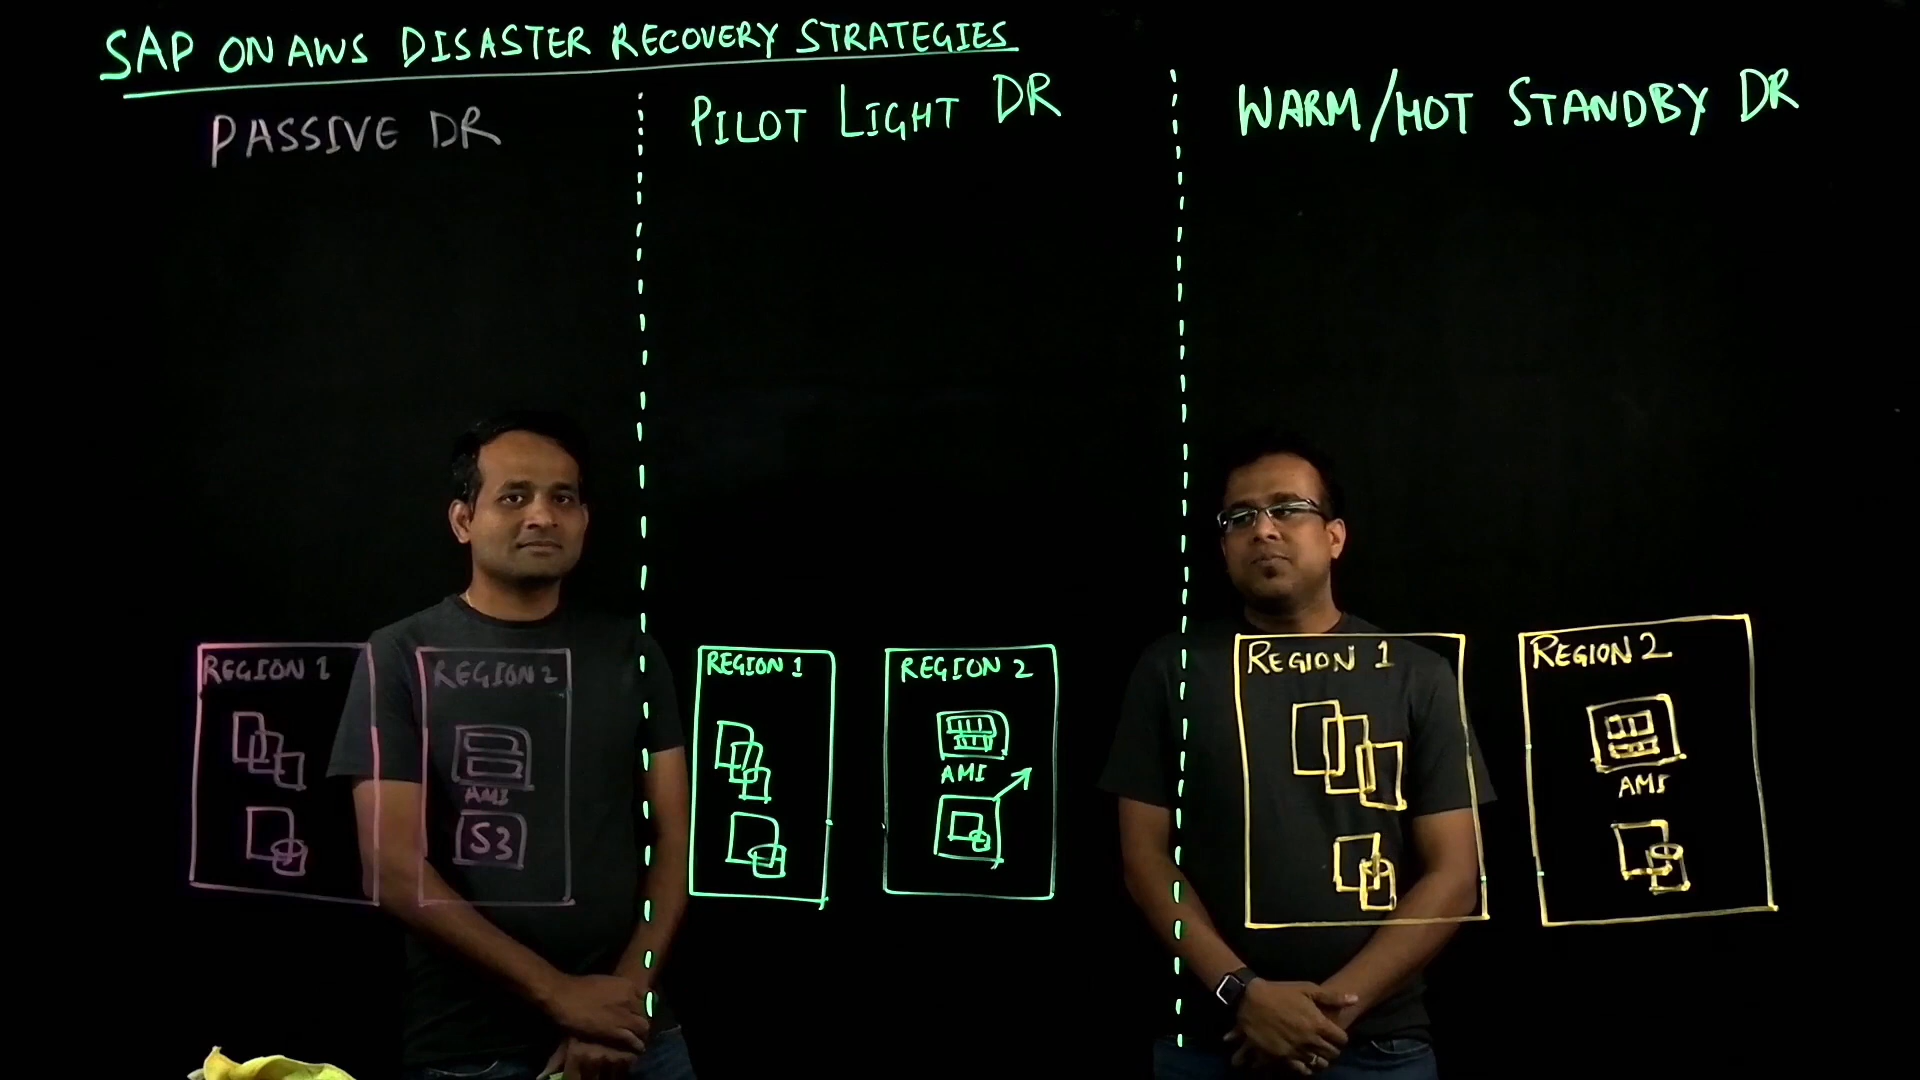 SAP ON AWS DISASTER RECOVERY STRATEGIES
PASSIVE DR
PILOT LIGHT DR
WARM/HOT STANDBY DR
REGION 1
REGION 2
AMI
S3
REGION 1
REGION 2
AMI
REGION 1
REGION 2
AMI